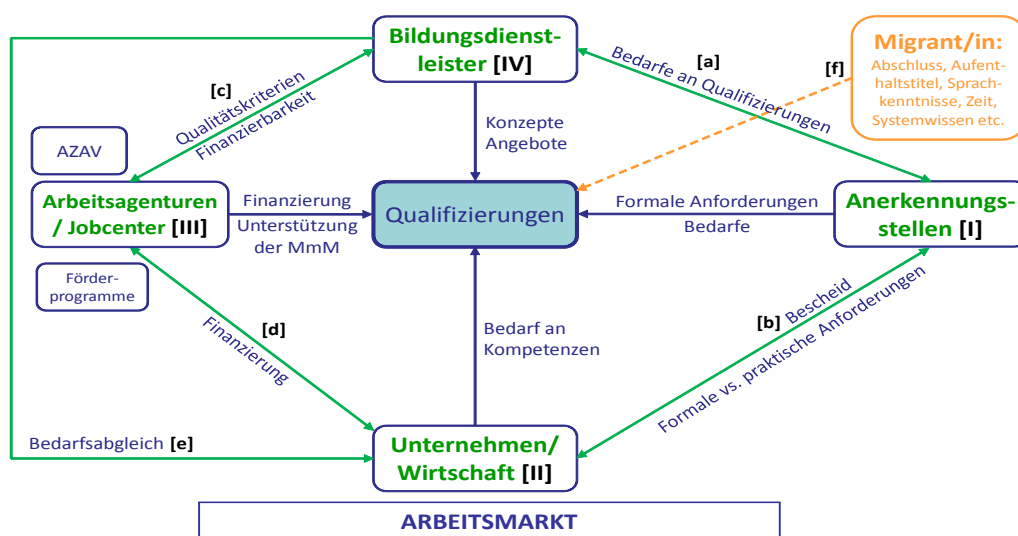 Bildungsdienst-
leister [IV]
[a]
Bedarfe an Qualifizierungen
[f]
Migrant/in:
Abschluss, Aufent-
haltstitel, Sprach-
kenntnisse, Zeit,
Systemwissen etc.
[c]
Qualitätskriterien
Finanzierbarkeit
Konzepte
Angebote
AZAV
Arbeitsagenturen
/ Jobcenter [III]
Finanzierung
Unterstützung
der MmM
Qualifizierungen
Formale Anforderungen
Bedarfe
Anerkennungs-
stellen [I]
Förder-
programme
[d]
Finanzierung
Bedarf an
Kompetenzen
[b] Bescheid
Formale vs. praktische Anforderungen
Bedarfsabgleich [e]
Unternehmen/
Wirtschaft [II]
ARBEITSMARKT